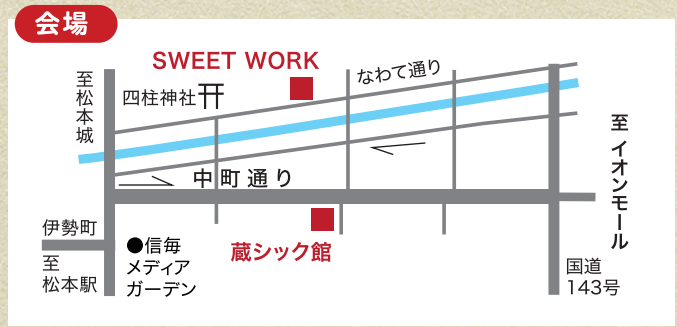 会場
SWEET WORK
なわて通り
至松本城
四柱神社
中町通り
至 イオンモール
伊勢町
至
松本駅
●信毎
メディア
ガーデン
蔵シック館
国道
143号